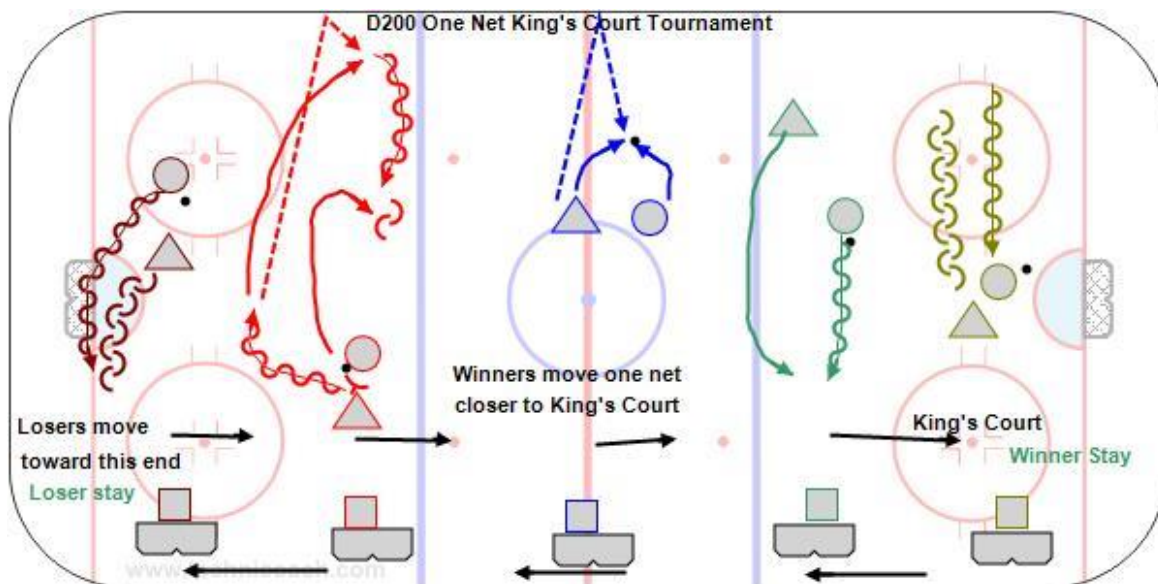 D200 One Net King's Court Tournament
Winners move one net
closer to King's Court
Losers move
toward this end
Loser stay
King's Court
Winner Stay